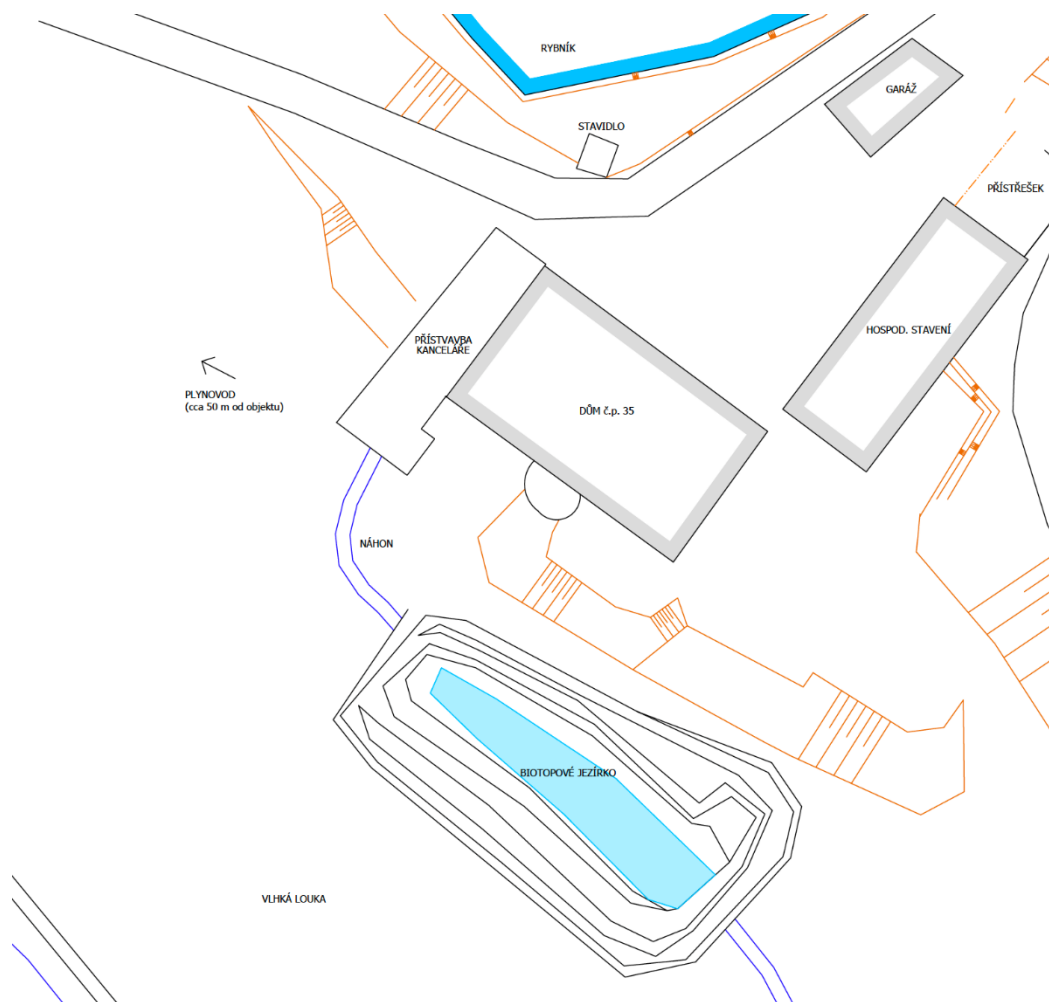 RYBNÍK
GARÁŽ
STAVIDLO
PŘÍSTŘEŠEK
HOSPOD. STAVENÍ
PŘÍSTVAVBA
KANCELÁŘE
PLYNOVOD
(cca 50 m od objektu)
DŮM č.p. 35
NÁHON
BIOTOPOVÉ JEZÍRKO
VLHKÁ LOUKA